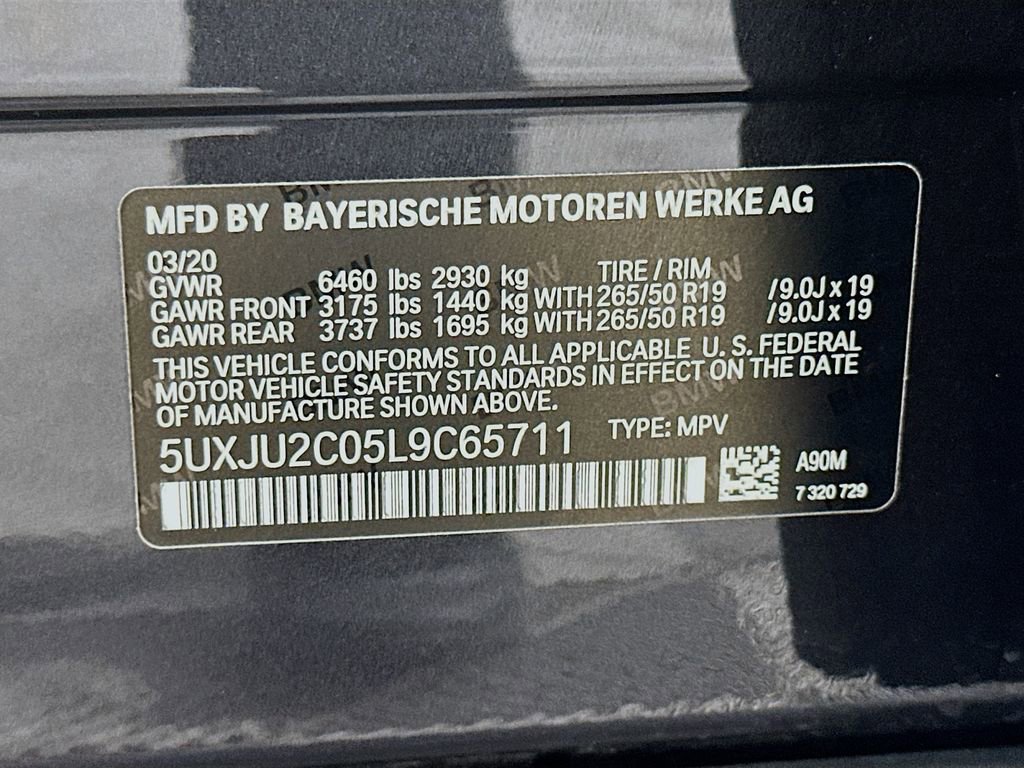 MFD BY BAYERISCHE MOTOREN WERKE AG
03/20
GVWR 6460 lbs 2930 kg TIRE / RIM
GAWR FRONT 3175 lbs 1440 kg WITH 265/50 R19 /9.0J x 19
GAWR REAR 3737 lbs 1695 kg WITH 265/50 R19 /9.0J x 19
THIS VEHICLE CONFORMS TO ALL APPLICABLE U. S. FEDERAL
MOTOR VEHICLE SAFETY STANDARDS IN EFFECT ON THE DATE
OF MANUFACTURE SHOWN ABOVE.
5UXJU2C05L9C65711 TYPE: MPV
A90M
7 320 729